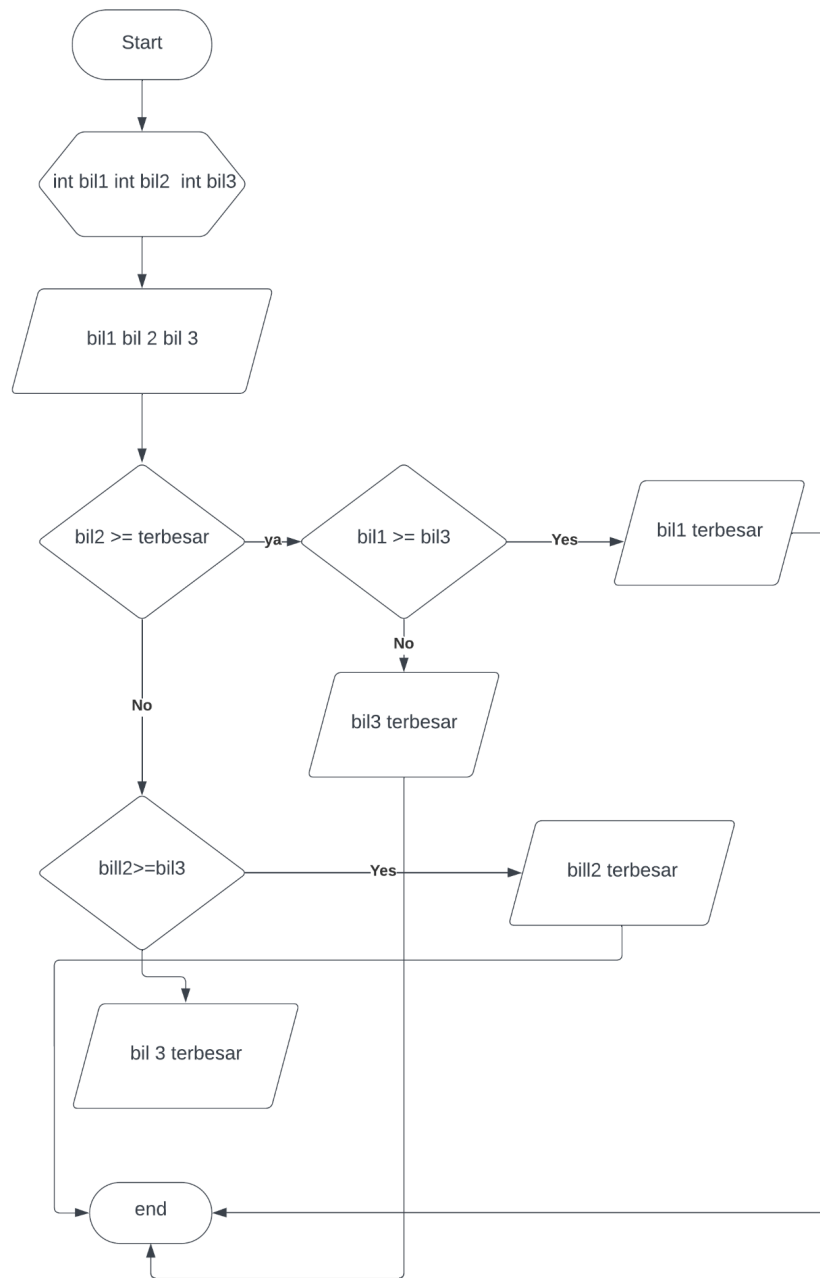 Start
int bil1 int bil2 int bil3
bil1 bil 2 bil 3
bil2 >= terbesar
ya
bil1 >= bil3
Yes
bil1 terbesar
No
No
bil3 terbesar
bill2>=bil3
Yes
bill2 terbesar
bil 3 terbesar
end